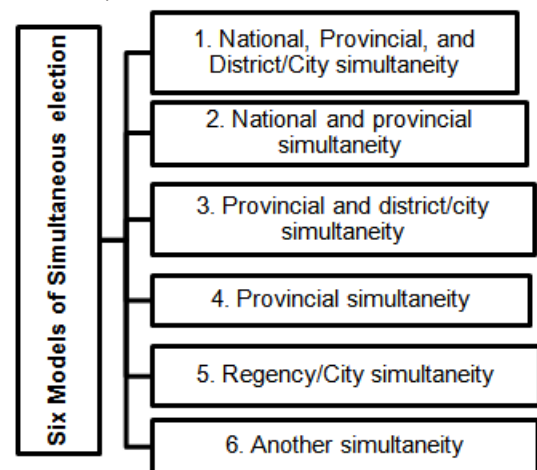 Six Models of Simultaneous election
1. National, Provincial, and
District/City simultaneity
2. National and provincial
simultaneity
3. Provincial and district/city
simultaneity
4. Provincial simultaneity
5. Regency/City simultaneity
6. Another simultaneity